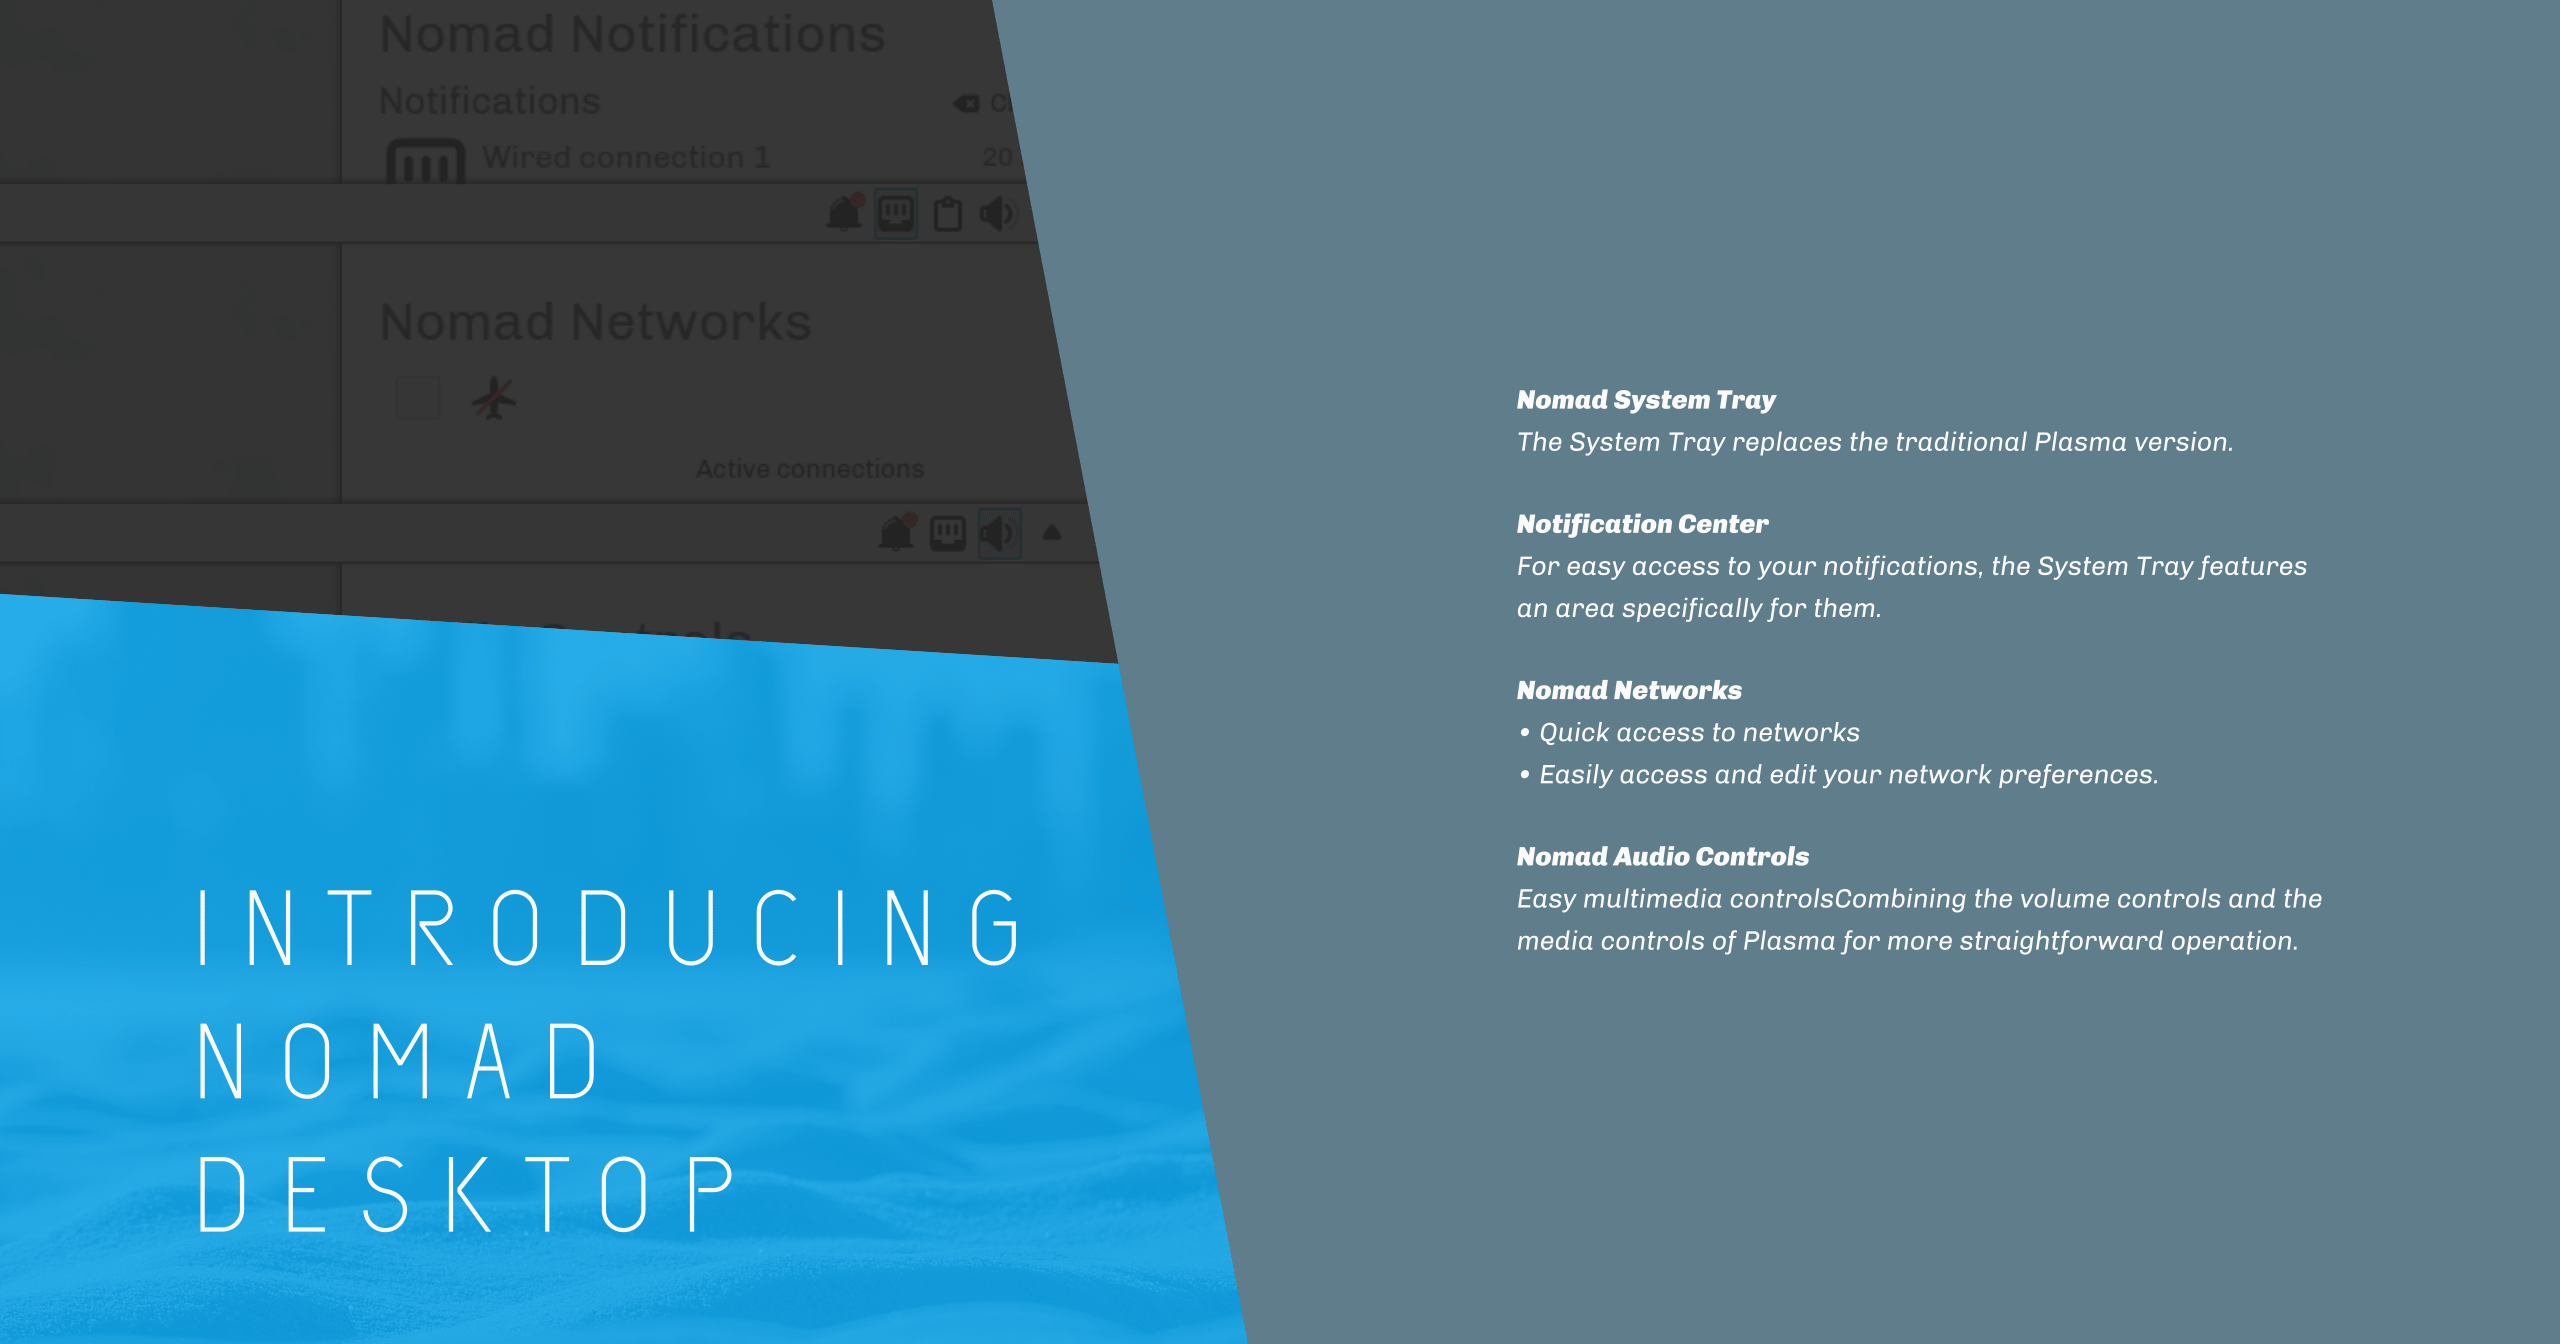 Nomad Notifications
Notifications
Wired connection 1
20
Nomad Networks
Active connections
Controls
INTRODUCING
NOMAD
DESKTOP
Nomad System Tray
The System Tray replaces the traditional Plasma version.
Notification Center
For easy access to your notifications, the System Tray features
an area specifically for them.
Nomad Networks
• Quick access to networks
• Easily access and edit your network preferences.
Nomad Audio Controls
Easy multimedia controlsCombining the volume controls and the
media controls of Plasma for more straightforward operation.